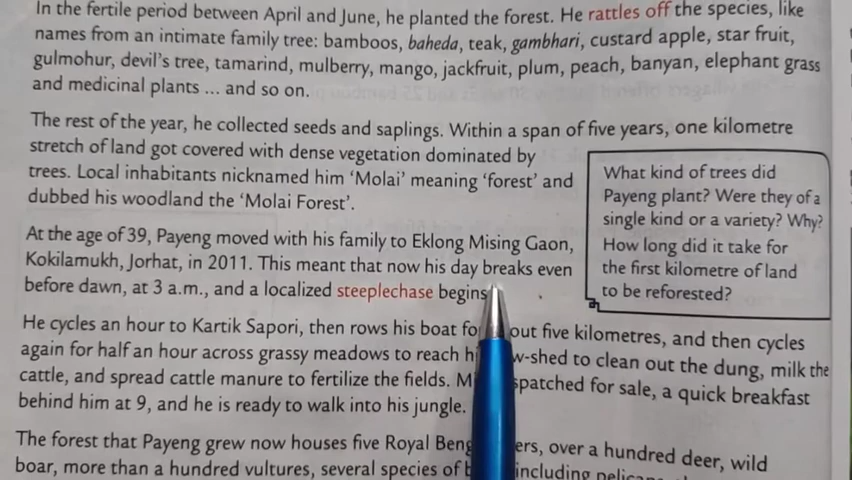 In the fertile period between April and June, he planted the forest. He rattles off the species, like
names from an intimate family tree: bamboos, baheda, teak, gambhari, custard apple, star fruit,
gulmohur, devil's tree, tamarind, mulberry, mango, jackfruit, plum, peach, banyan, elephant grass
and medicinal plants ... and so on.
The rest of the year, he collected seeds and saplings. Within a span of five years, one kilometre
stretch of land got covered with dense vegetation dominated by
trees. Local inhabitants nicknamed him 'Molai' meaning 'forest' and
dubbed his woodland the 'Molai Forest'.
What kind of trees did
Payeng plant? Were they of a
single kind or a variety? Why?
How long did it take for
the first kilometre of land
to be reforested?
At the age of 39, Payeng moved with his family to Eklong Mising Gaon,
Kokilamukh, Jorhat, in 2011. This meant that now his day breaks even
before dawn, at 3 a.m., and a localized steeplechase begins
He cycles an hour to Kartik Sapori, then rows his boat out five kilometres, and then cycles
again for half an hour across grassy meadows to reach w-shed to clean out the dung, milk the
cattle, and spread cattle manure to fertilize the fields. spatched for sale, a quick breakfast
behind him at 9, and he is ready to walk into his jungle.
The forest that Payeng grew now houses five Royal Beng ers, over a hundred deer, wild
boar, more than a hundred vultures, several species of including